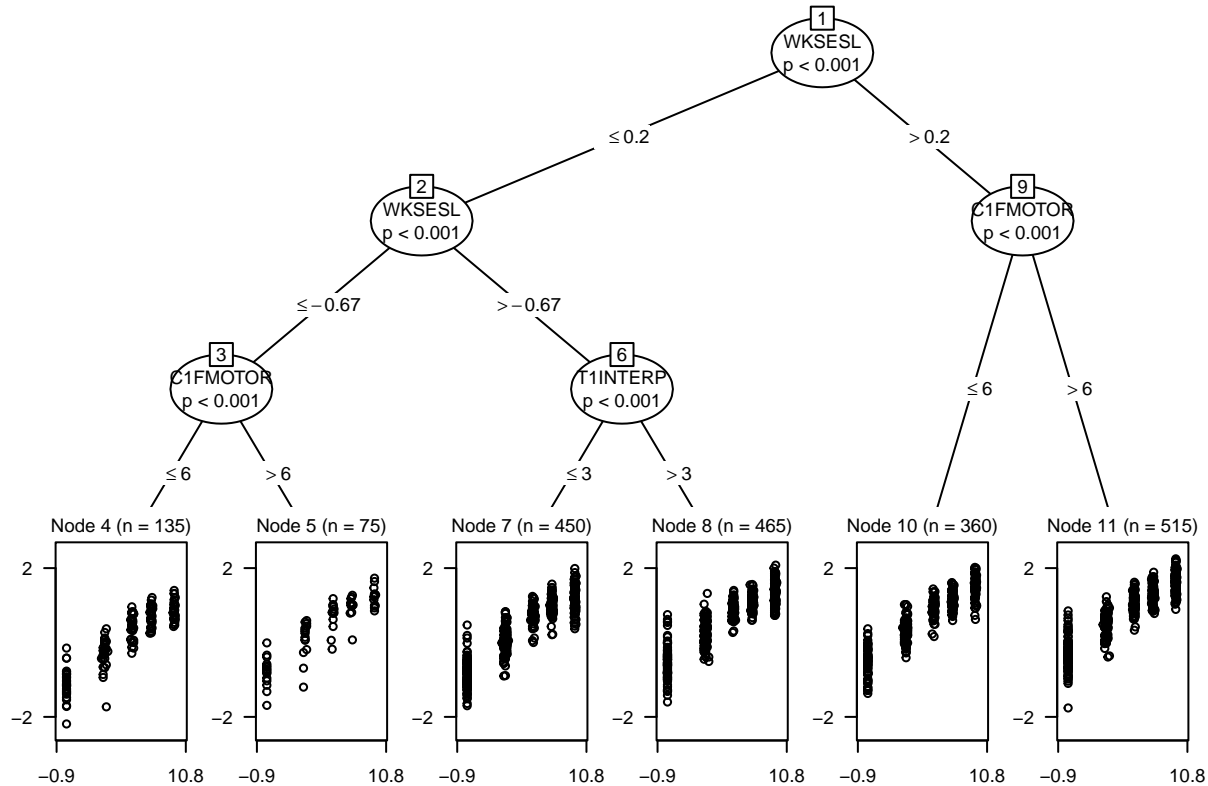 1
WKSESL
p < 0.001
≤ 0.2
> 0.2
2
WKSESL
p < 0.001
9
C1FMOTOR
p < 0.001
≤ −0.67
> −0.67
3
C1FMOTOR
p < 0.001
6
T1INTERP
p < 0.001
≤ 6
> 6
≤ 6
> 6
≤ 3
> 3
Node 4 (n = 135)
Node 5 (n = 75)
Node 7 (n = 450)
Node 8 (n = 465)
Node 10 (n = 360)
Node 11 (n = 515)
2
2
2
2
2
2
−2
−2
−2
−2
−2
−2
−0.9 10.8
−0.9 10.8
−0.9 10.8
−0.9 10.8
−0.9 10.8
−0.9 10.8